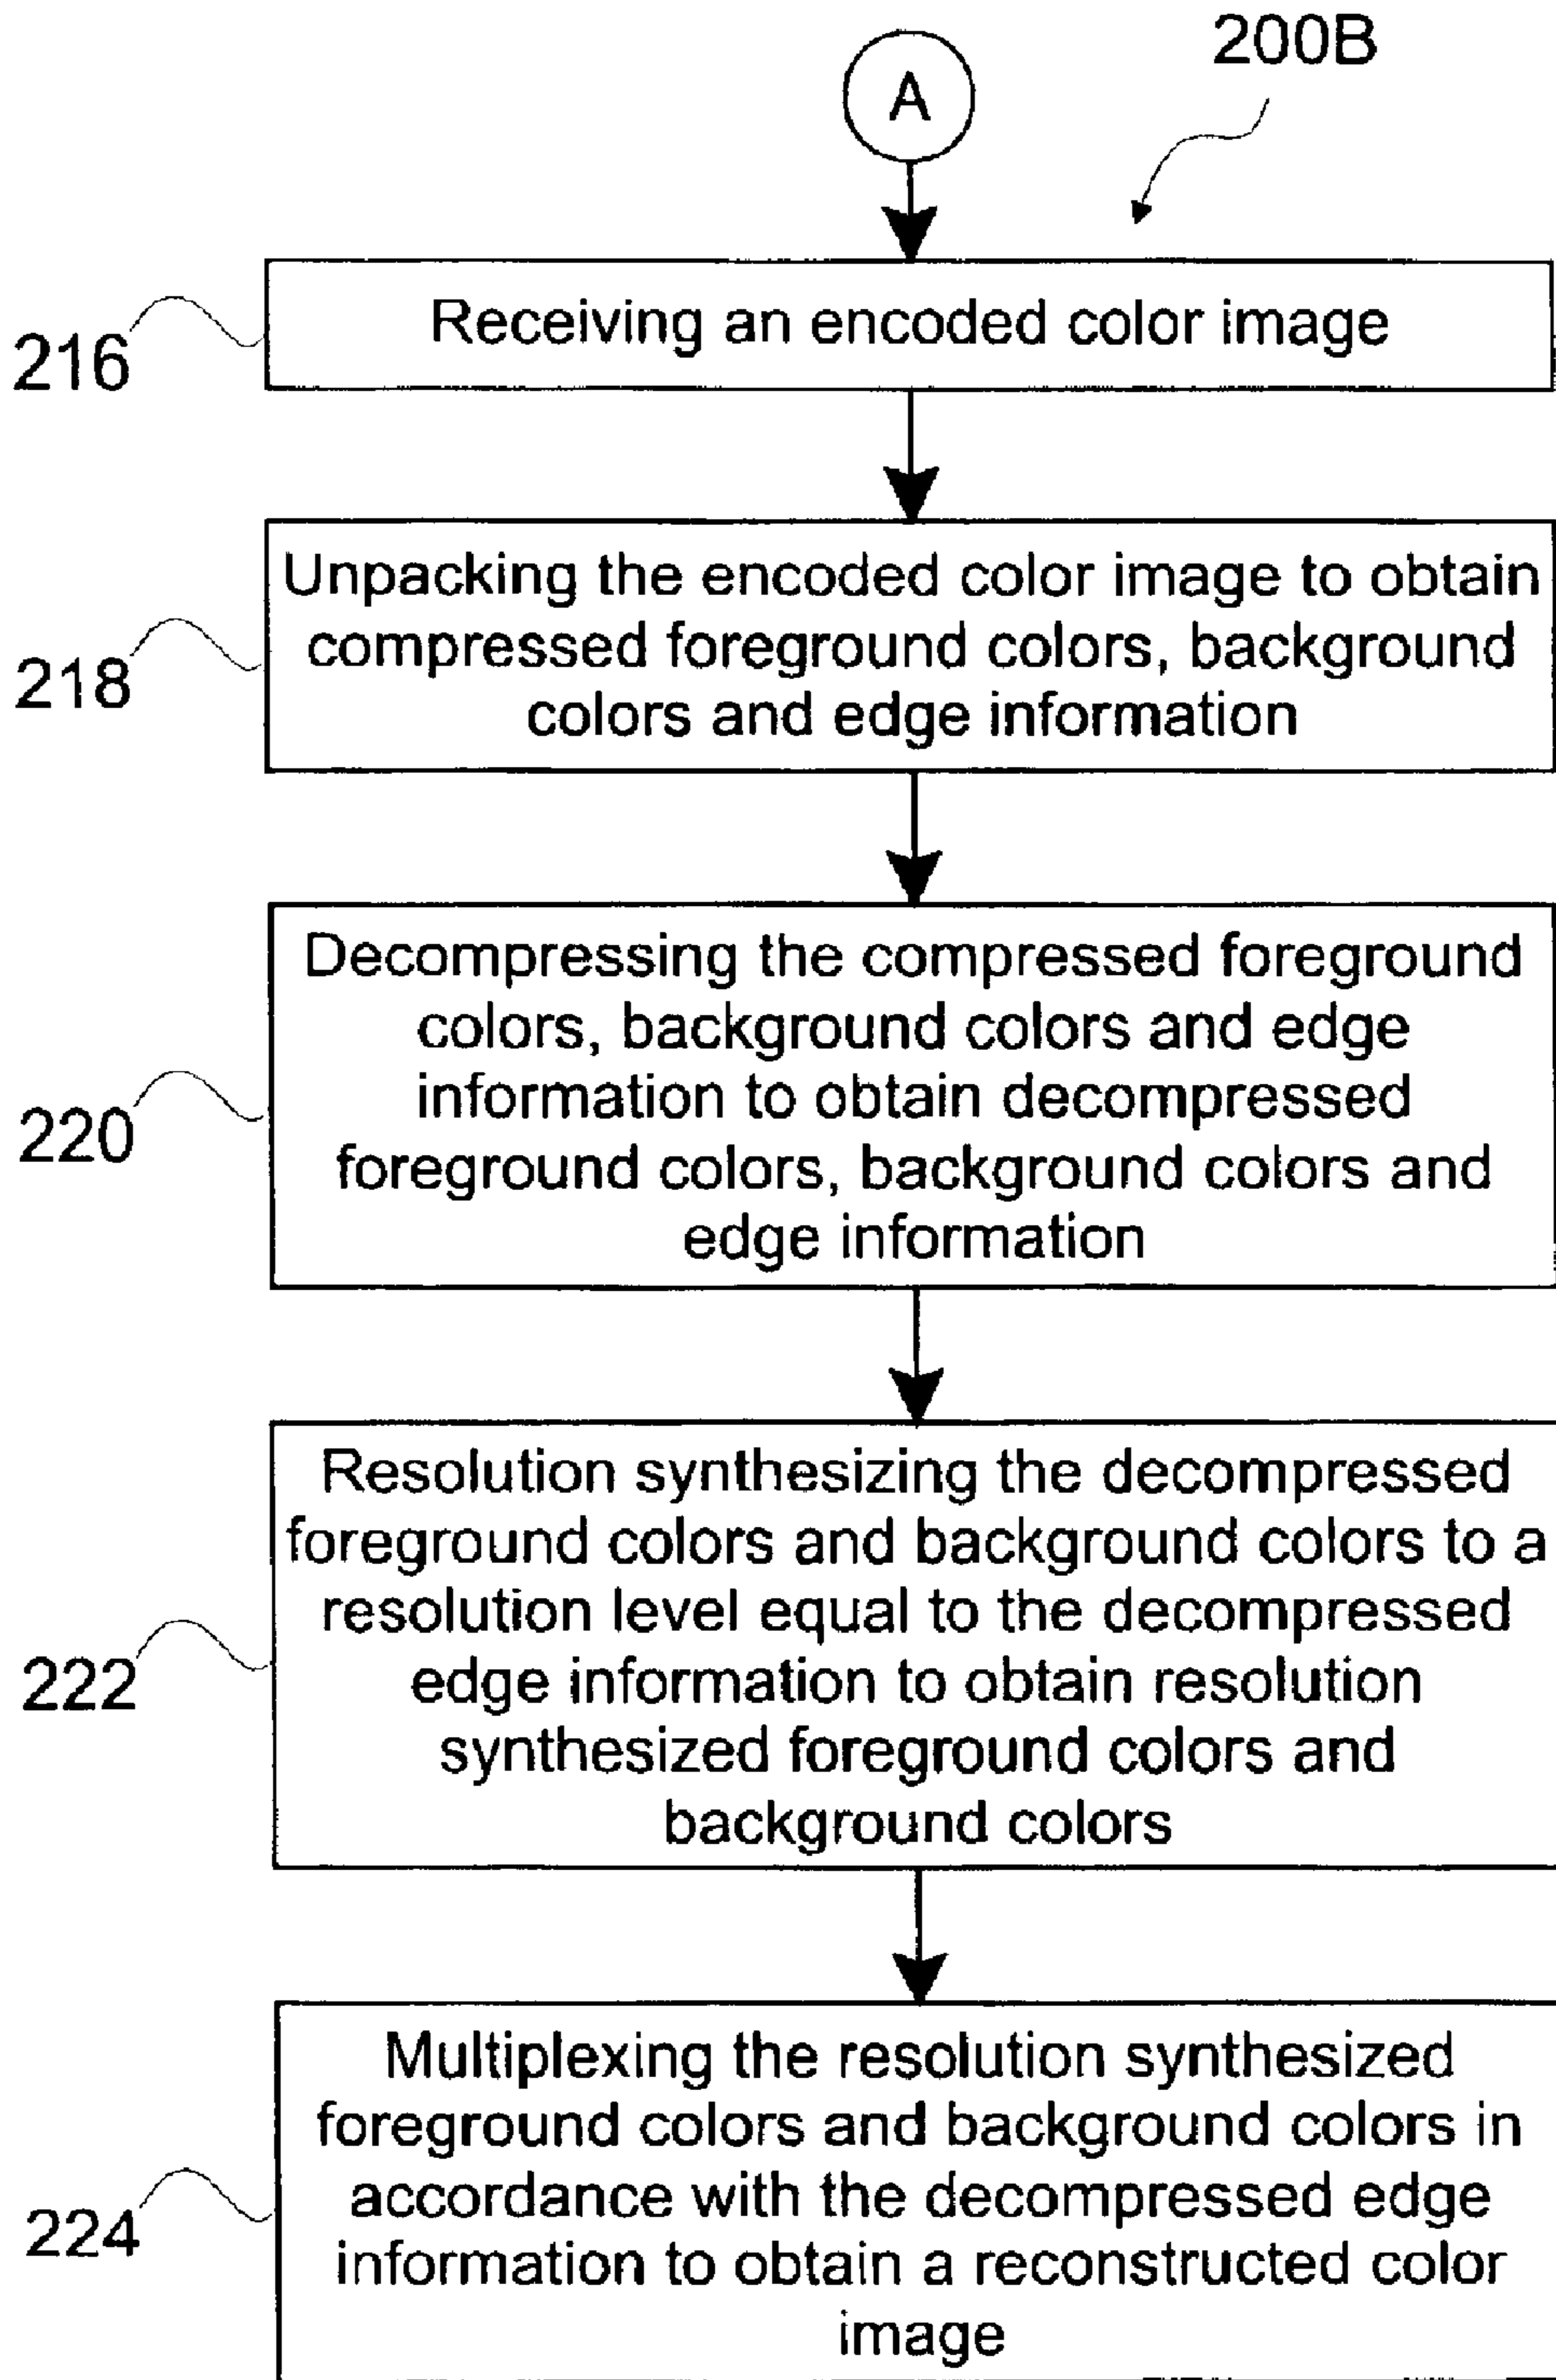 200B
A
216
Receiving an encoded color image
218
Unpacking the encoded color image to obtain
compressed foreground colors, background
colors and edge information
220
Decompressing the compressed foreground
colors, background colors and edge
information to obtain decompressed
foreground colors, background colors and
edge information
222
Resolution synthesizing the decompressed
foreground colors and background colors to a
resolution level equal to the decompressed
edge information to obtain resolution
synthesized foreground colors and
background colors
224
Multiplexing the resolution synthesized
foreground colors and background colors in
accordance with the decompressed edge
information to obtain a reconstructed color
image